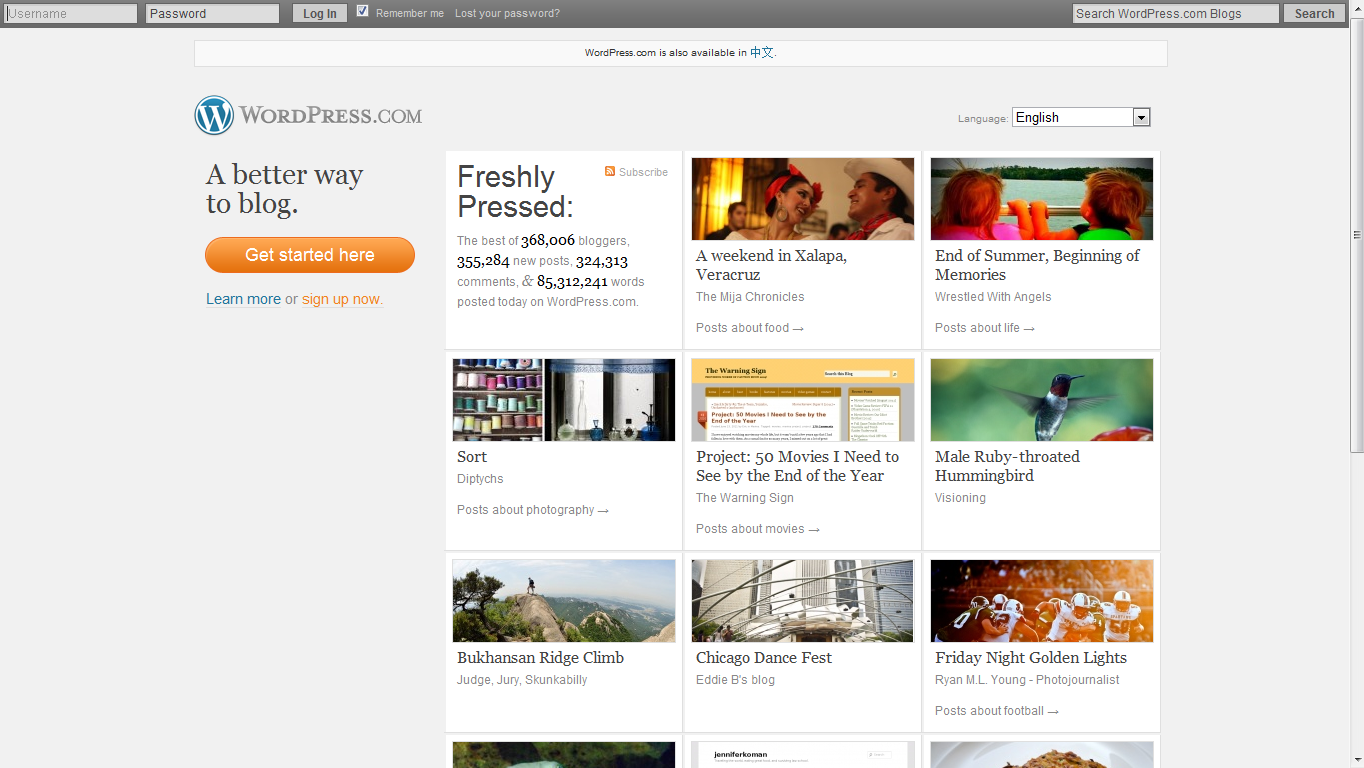 Username Password Log In Remember me Lost your password? Search WordPress.com Blogs Search
WordPress.com is also available in 中文.
WordPress.com
Language: English
A better way
to blog.
Get started here
Learn more or sign up now.
Freshly
Pressed:
Subscribe
The best of 368,006 bloggers,
355,284 new posts, 324,313
comments, & 85,312,241 words
posted today on WordPress.com.
A weekend in Xalapa,
Veracruz
The Mija Chronicles
Posts about food →
End of Summer, Beginning of
Memories
Wrestled With Angels
Posts about life →
Sort
Diptychs
Posts about photography →
The Warning Sign
Search this Blog
Project: 50 Movies I Need to See by the
End of the Year
Project: 50 Movies I Need to
See by the End of the Year
The Warning Sign
Posts about movies →
Male Ruby-throated
Hummingbird
Visioning
Bukhansan Ridge Climb
Judge, Jury, Skunkabilly
Chicago Dance Fest
Eddie B's blog
Friday Night Golden Lights
Ryan M.L. Young - Photojournalist
Posts about football →
jenniferkoman